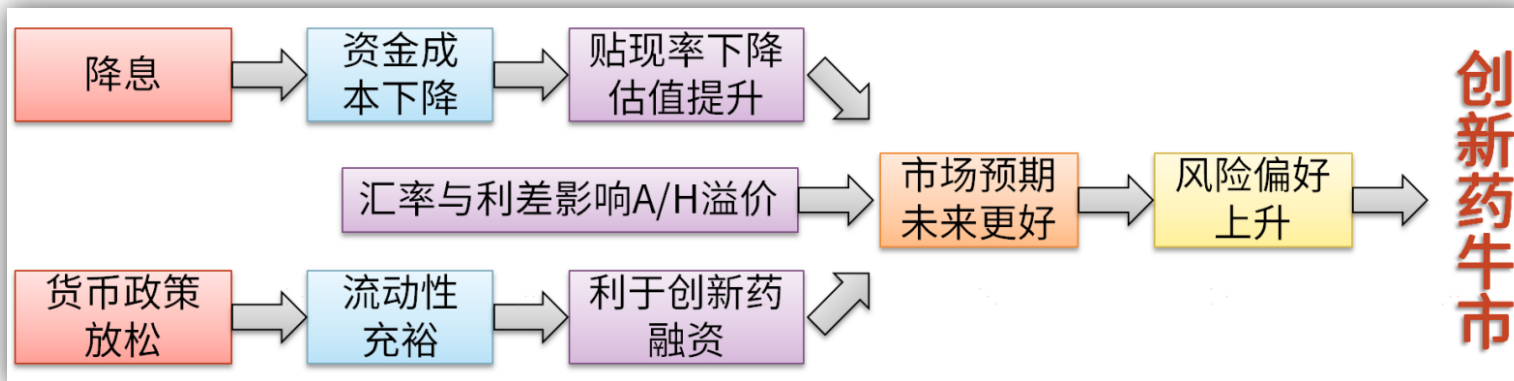 降息
资金成
本下降
贴现率下降
估值提升
汇率与利差影响A/H溢价
货币政策
放松
流动性
充裕
利于创新药
融资
市场预期
未来更好
风险偏好
上升
创新药牛市